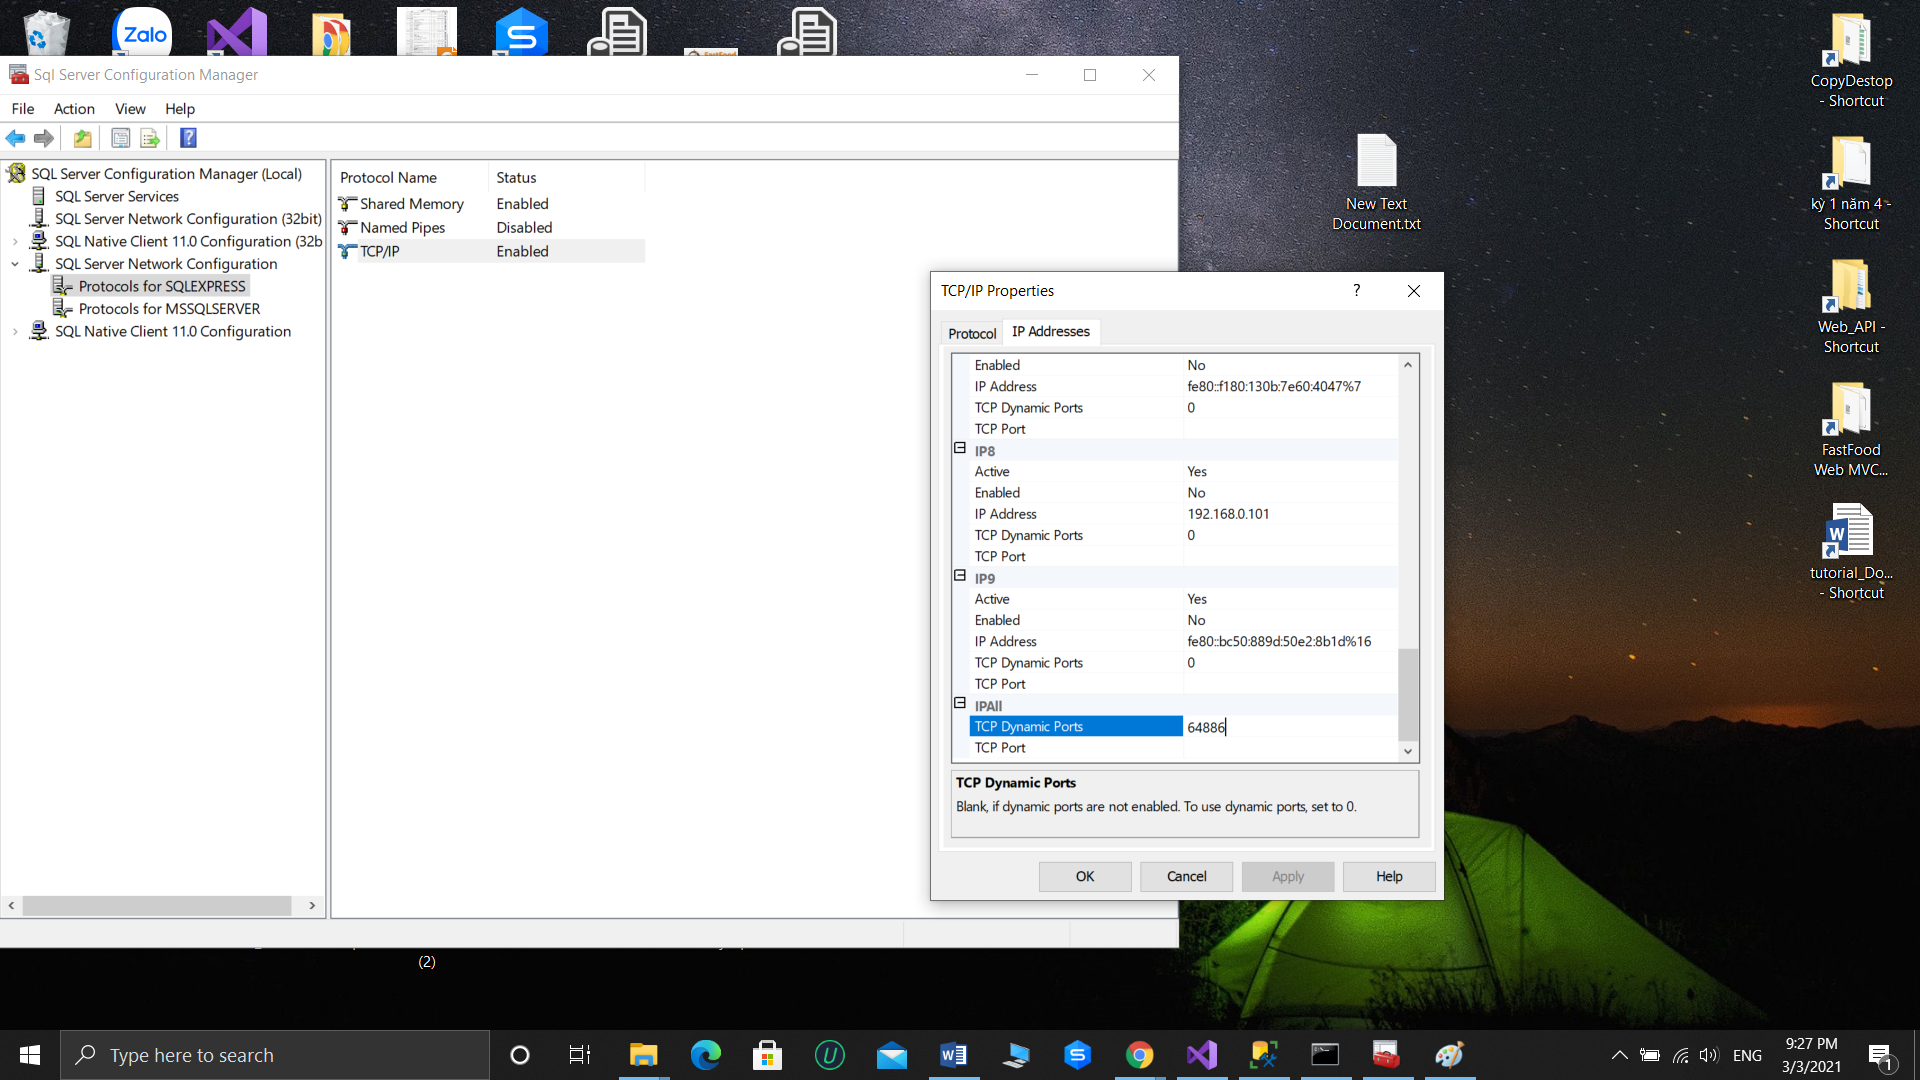 Zalo
S
Sql Server Configuration Manager
File Action View Help
SQL Server Configuration Manager (Local)
SQL Server Services
SQL Server Network Configuration (32bit)
SQL Native Client 11.0 Configuration (32b
SQL Server Network Configuration
Protocols for SQLEXPRESS
Protocols for MSSQLSERVER
SQL Native Client 11.0 Configuration
Protocol Name Status
Shared Memory Enabled
Named Pipes Disabled
TCP/IP Enabled
TCP/IP Properties
?
Protocol IP Addresses
Enabled No
IP Address fe80::f180:130b:7e60:4047%7
TCP Dynamic Ports 0
TCP Port
IP8
Active Yes
Enabled No
IP Address 192.168.0.101
TCP Dynamic Ports 0
TCP Port
IP9
Active Yes
Enabled No
IP Address fe80::bc50:889d:50e2:8b1d%16
TCP Dynamic Ports 0
TCP Port
IPAll
TCP Dynamic Ports 64886
TCP Port
TCP Dynamic Ports
Blank, if dynamic ports are not enabled. To use dynamic ports, set to 0.
OK Cancel Apply Help
New Text
Document.txt
CopyDestop
- Shortcut
kỳ 1 năm 4 -
Shortcut
Web_API -
Shortcut
FastFood
Web MVC...
tutorial_Do...
- Shortcut
(2)
Type here to search
ENG
9:27 PM
3/3/2021
1